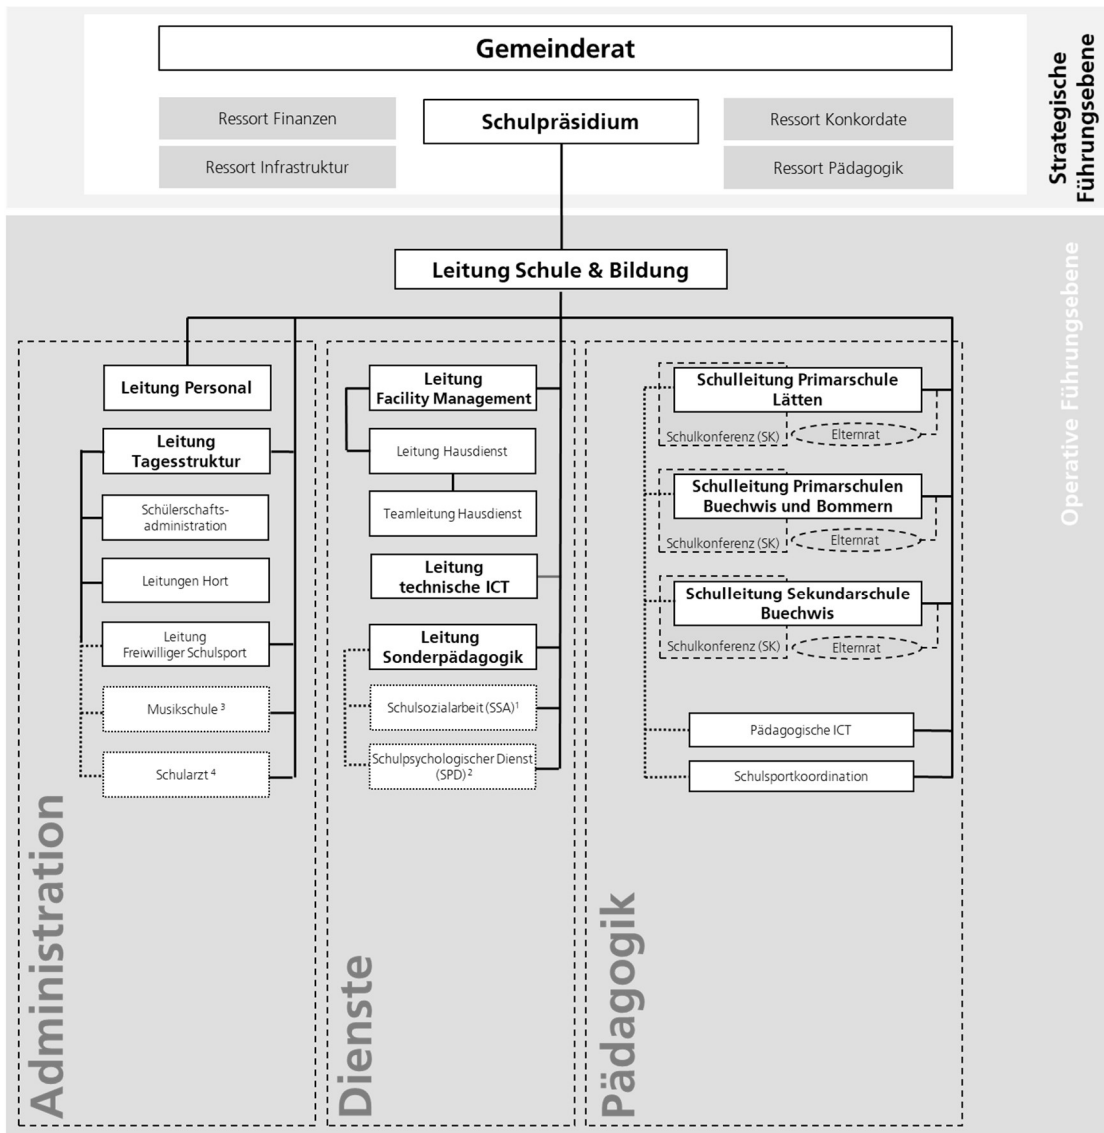 Gemeinderat
Ressort Finanzen
Schulpräsidium
Ressort Konkordate
Ressort Infrastruktur
Ressort Pädagogik
Strategische
Führungsebene
Leitung Schule & Bildung
Operative Führungsebene
Leitung Personal
Leitung
Tagesstruktur
Schülerschafts-
administration
Leitungen Hort
Leitung
Freiwilliger Schulsport
Musikschule ³
Schularzt ⁴
Administration
Leitung
Facility Management
Leitung Hausdienst
Teamleitung Hausdienst
Leitung
technische ICT
Leitung
Sonderpädagogik
Schulsozialarbeit (SSA)¹
Schulpsychologischer Dienst
(SPD)²
Dienste
Schulleitung Primarschule
Lätten
Schulkonferenz (SK)
Elternrat
Schulleitung Primarschulen
Buechwis und Bommern
Schulkonferenz (SK)
Elternrat
Schulleitung Sekundarschule
Buechwis
Schulkonferenz (SK)
Elternrat
Pädagogische ICT
Schulsportkoordination
Pädagogik